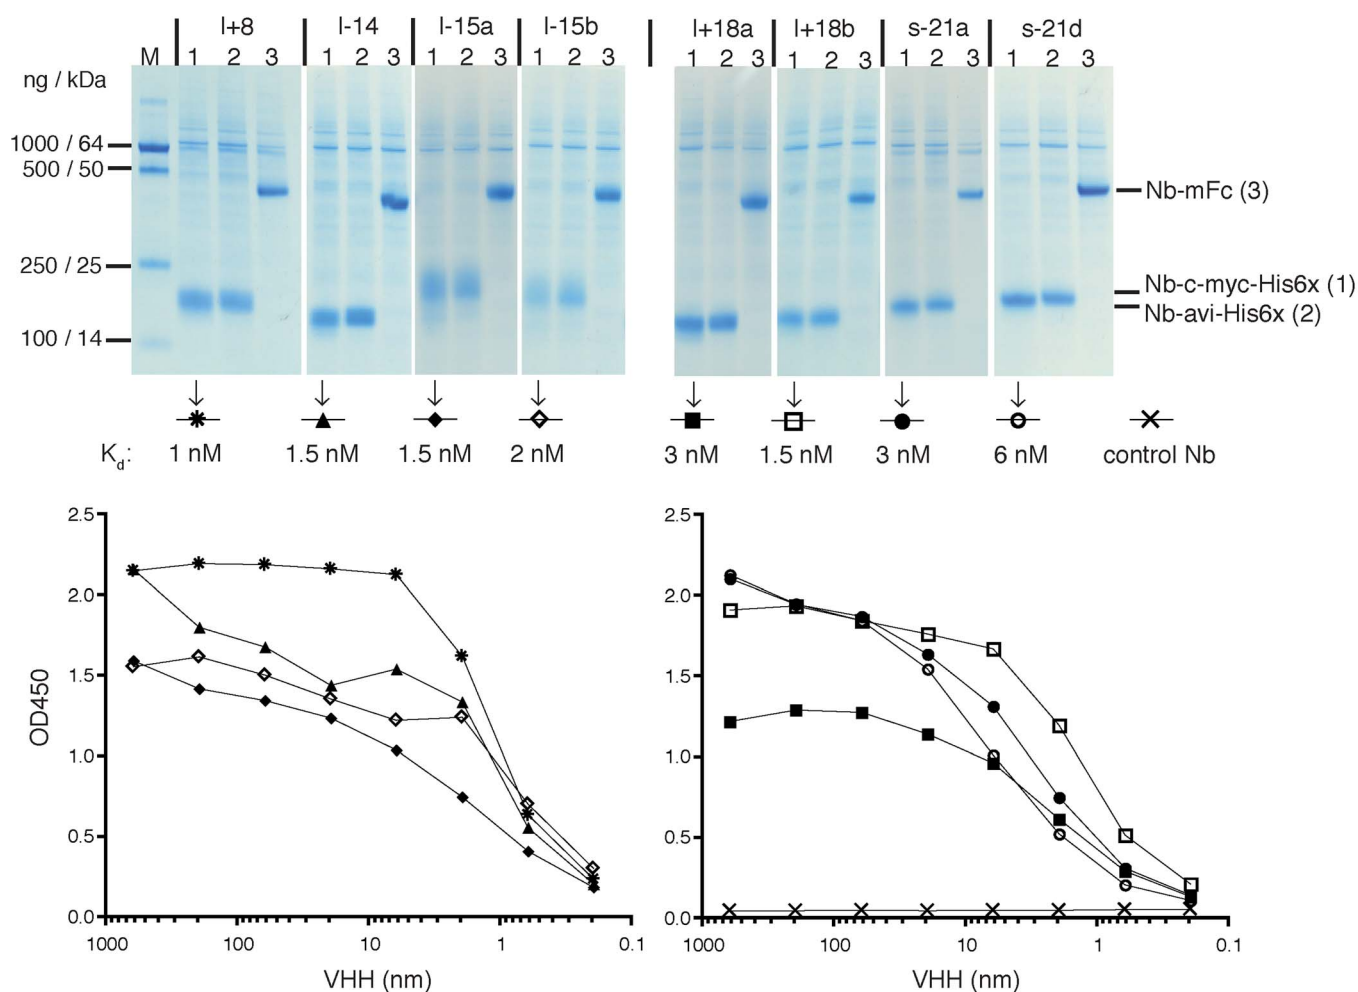 l+8 l-14 l-15a l-15b l+18a l+18b s-21a s-21d
M 1 2 3 1 2 3 1 2 3 1 2 3 1 2 3 1 2 3 1 2 3 1 2 3
ng / kDa
1000 / 64
500 / 50
Nb-mFc (3)
250 / 25
Nb-c-myc-His6x (1)
Nb-avi-His6x (2)
100 / 14
Kd: 1 nM 1.5 nM 1.5 nM 2 nM 3 nM 1.5 nM 3 nM 6 nM control Nb
2.5
2.0
1.5
1.0
0.5
0.0
OD450
1000 100 10 1 0.1
VHH (nm)
2.5
2.0
1.5
1.0
0.5
0.0
1000 100 10 1 0.1
VHH (nm)